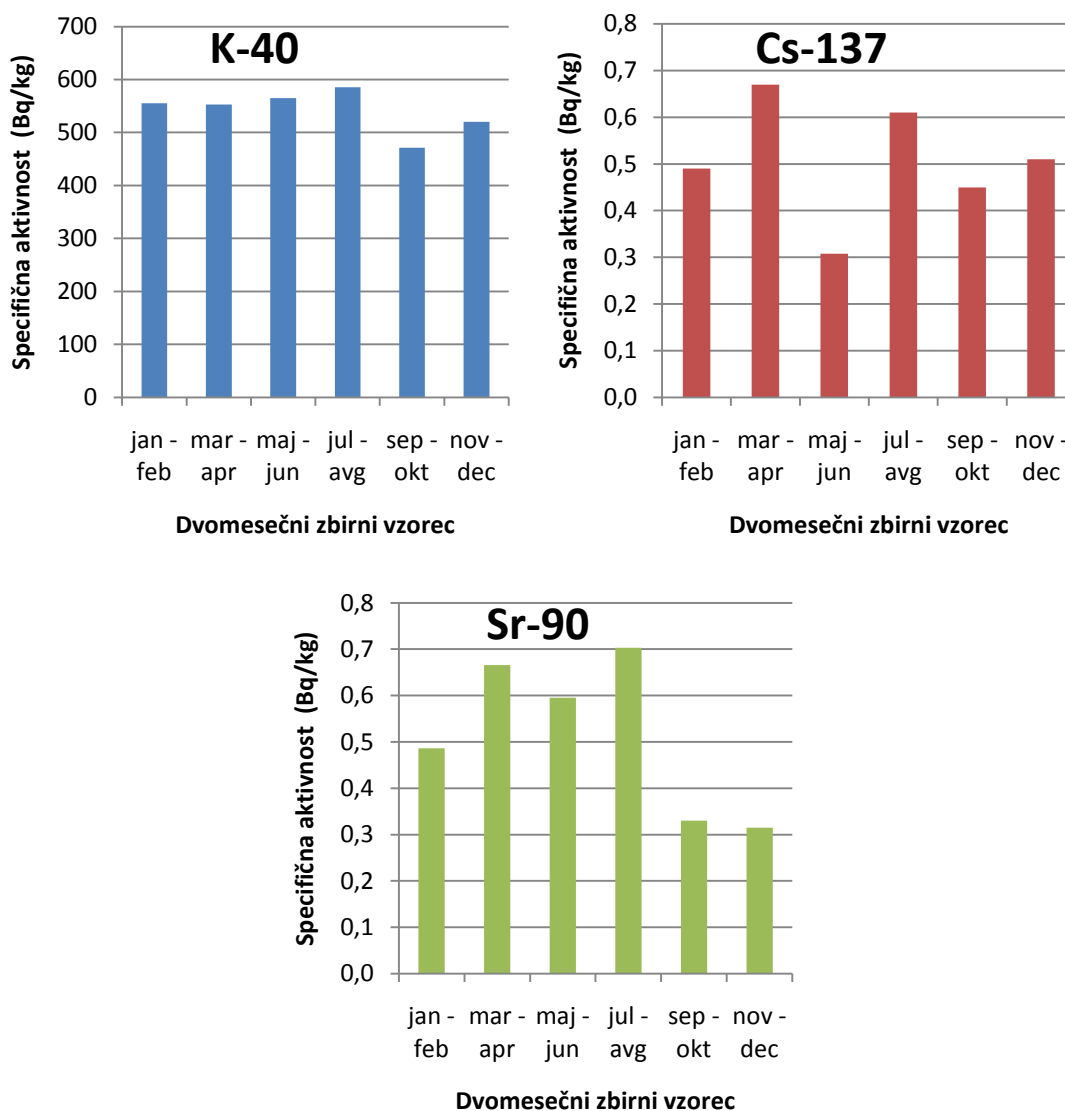 K-40
Specifična aktivnost (Bq/kg)
700
600
500
400
300
200
100
0
jan - mar - maj - jul - sep - nov -
feb apr jun avg okt dec
Dvomesečni zbirni vzorec
Cs-137
Specifična aktivnost (Bq/kg)
0,8
0,7
0,6
0,5
0,4
0,3
0,2
0,1
0,0
jan - mar - maj - jul - sep - nov -
feb apr jun avg okt dec
Dvomesečni zbirni vzorec
Sr-90
Specifična aktivnost (Bq/kg)
0,8
0,7
0,6
0,5
0,4
0,3
0,2
0,1
0,0
jan - mar - maj - jul - sep - nov -
feb apr jun avg okt dec
Dvomesečni zbirni vzorec